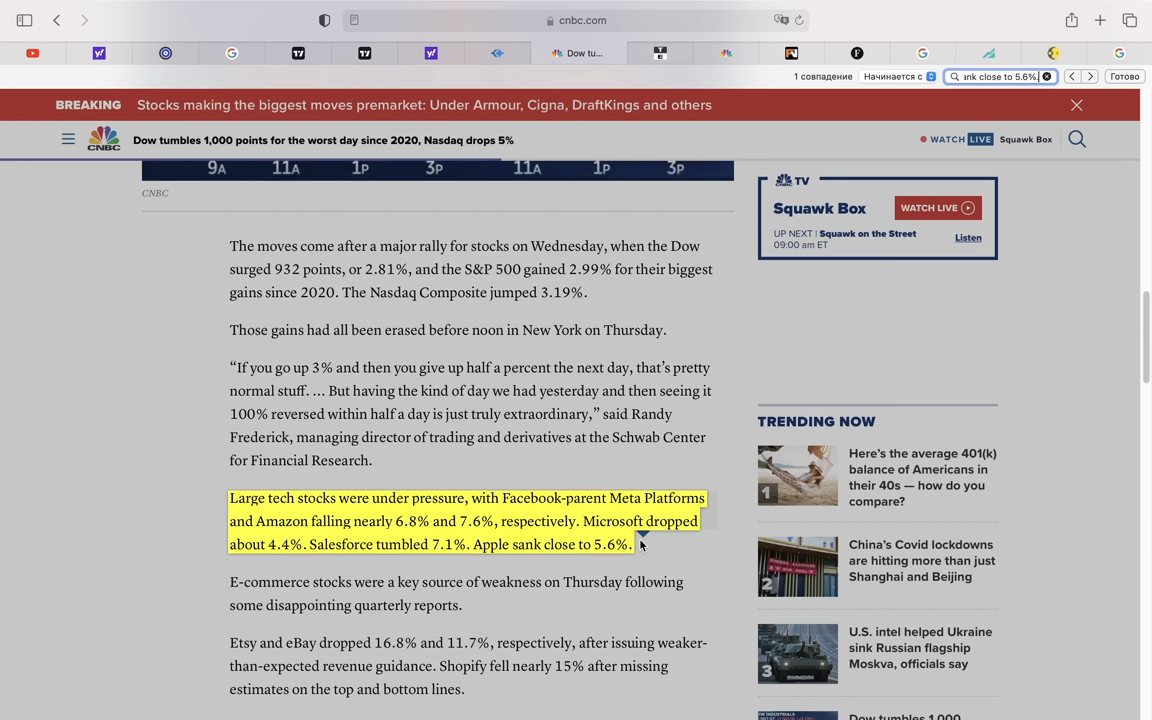 cnbc.com
Dow tu...
1 совпадение
Начинается с
ank close to 5.6%.
Готово
BREAKING
Stocks making the biggest moves premarket: Under Armour, Cigna, DraftKings and others
CNBC
Dow tumbles 1,000 points for the worst day since 2020, Nasdaq drops 5%
WATCH LIVE Squawk Box
9A 11A 1P 3P 11A 1P 3P
CNBC
The moves come after a major rally for stocks on Wednesday, when the Dow
surged 932 points, or 2.81%, and the S&P 500 gained 2.99% for their biggest
gains since 2020. The Nasdaq Composite jumped 3.19%.
Those gains had all been erased before noon in New York on Thursday.
“If you go up 3% and then you give up half a percent the next day, that’s pretty
normal stuff. … But having the kind of day we had yesterday and then seeing it
100% reversed within half a day is just truly extraordinary,” said Randy
Frederick, managing director of trading and derivatives at the Schwab Center
for Financial Research.
Large tech stocks were under pressure, with Facebook-parent Meta Platforms
and Amazon falling nearly 6.8% and 7.6%, respectively. Microsoft dropped
about 4.4%. Salesforce tumbled 7.1%. Apple sank close to 5.6%.
E-commerce stocks were a key source of weakness on Thursday following
some disappointing quarterly reports.
Etsy and eBay dropped 16.8% and 11.7%, respectively, after issuing weaker-
than-expected revenue guidance. Shopify fell nearly 15% after missing
estimates on the top and bottom lines.
TV
Squawk Box
WATCH LIVE
UP NEXT | Squawk on the Street
09:00 am ET
Listen
TRENDING NOW
1
Here’s the average 401(k)
balance of Americans in
their 40s — how do you
compare?
2
China’s Covid lockdowns
are hitting more than just
Shanghai and Beijing
3
U.S. intel helped Ukraine
sink Russian flagship
Moskva, officials say
Dow tumbles 1,000